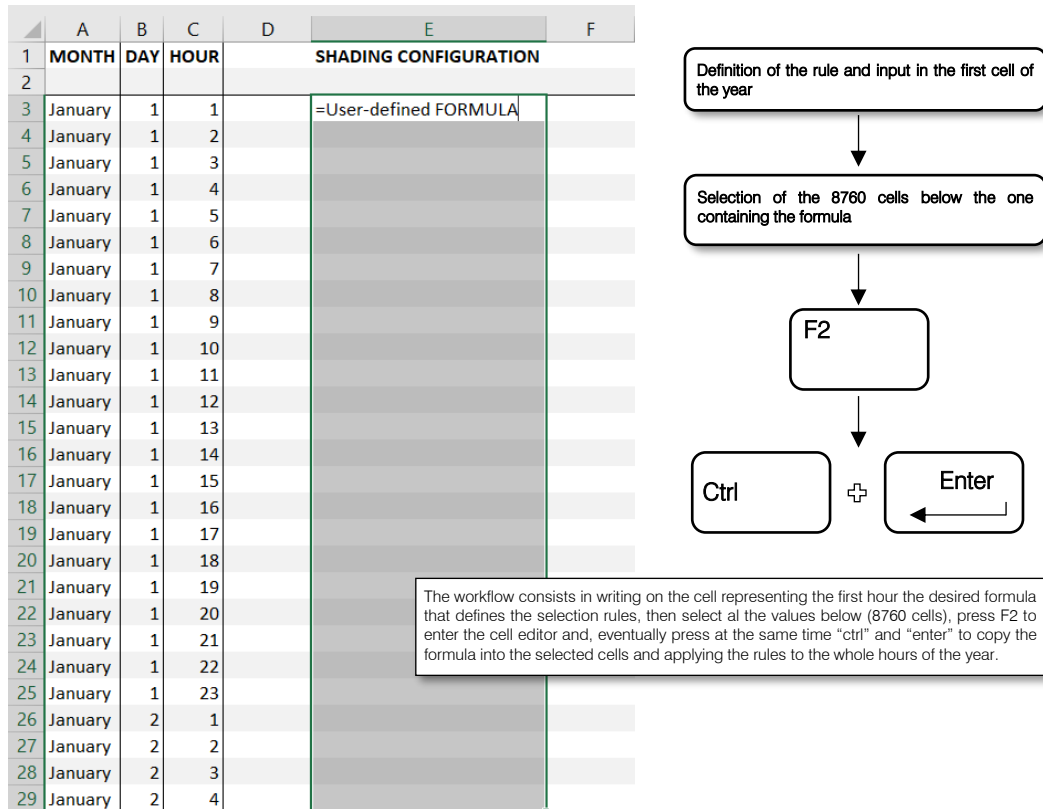 A B C D E F
1 MONTH DAY HOUR SHADING CONFIGURATION
2
3 January 1 1 =User-defined FORMULA
4 January 1 2
5 January 1 3
6 January 1 4
7 January 1 5
8 January 1 6
9 January 1 7
10 January 1 8
11 January 1 9
12 January 1 10
13 January 1 11
14 January 1 12
15 January 1 13
16 January 1 14
17 January 1 15
18 January 1 16
19 January 1 17
20 January 1 18
21 January 1 19
22 January 1 20
23 January 1 21
24 January 1 22
25 January 1 23
26 January 2 1
27 January 2 2
28 January 2 3
29 January 2 4
Definition of the rule and input in the first cell of
the year
Selection of the 8760 cells below the one
containing the formula
F2
Ctrl
Enter
The workflow consists in writing on the cell representing the first hour the desired formula
that defines the selection rules, then select al the values below (8760 cells), press F2 to
enter the cell editor and, eventually press at the same time “ctrl” and “enter” to copy the
formula into the selected cells and applying the rules to the whole hours of the year.